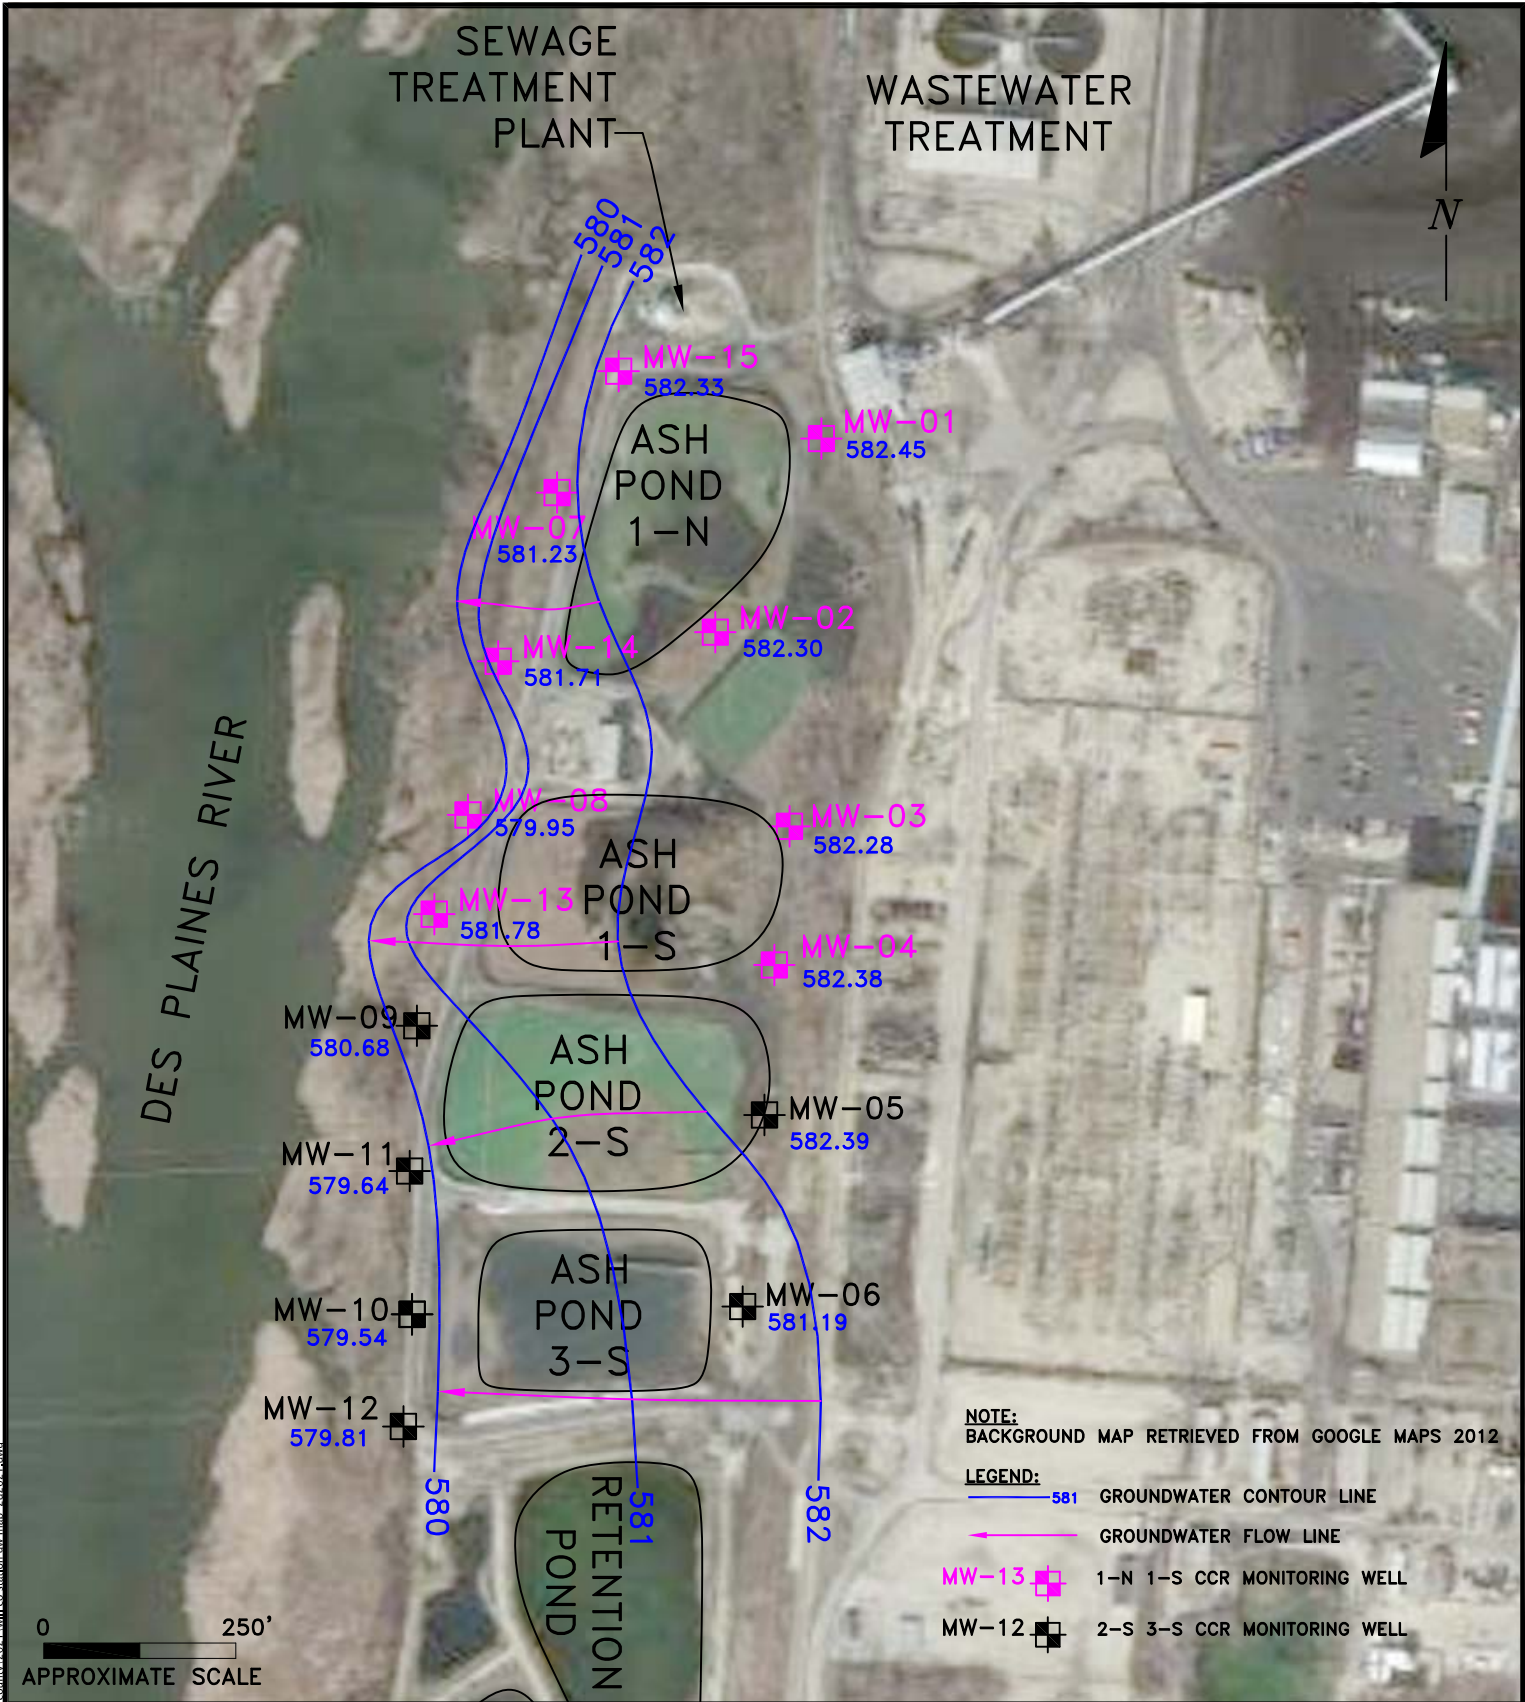 SEWAGE
TREATMENT
PLANT
WASTEWATER
TREATMENT
N
580
581
582
MW-15
582.33
MW-01
582.45
ASH
POND
1-N
MW-07
581.23
MW-02
582.30
MW-14
581.71
DES PLAINES RIVER
MW-08
579.95
MW-03
582.28
ASH
POND
1-S
MW-13
581.78
MW-04
582.38
MW-09
580.68
ASH
POND
2-S
MW-05
582.39
MW-11
579.64
ASH
POND
3-S
MW-06
581.19
MW-10
579.54
MW-12
579.81
580
581
582
RETENTION
POND
NOTE:
BACKGROUND MAP RETRIEVED FROM GOOGLE MAPS 2012
LEGEND:
581 GROUNDWATER CONTOUR LINE
GROUNDWATER FLOW LINE
MW-13 1-N 1-S CCR MONITORING WELL
MW-12 2-S 3-S CCR MONITORING WELL
0 250'
APPROXIMATE SCALE